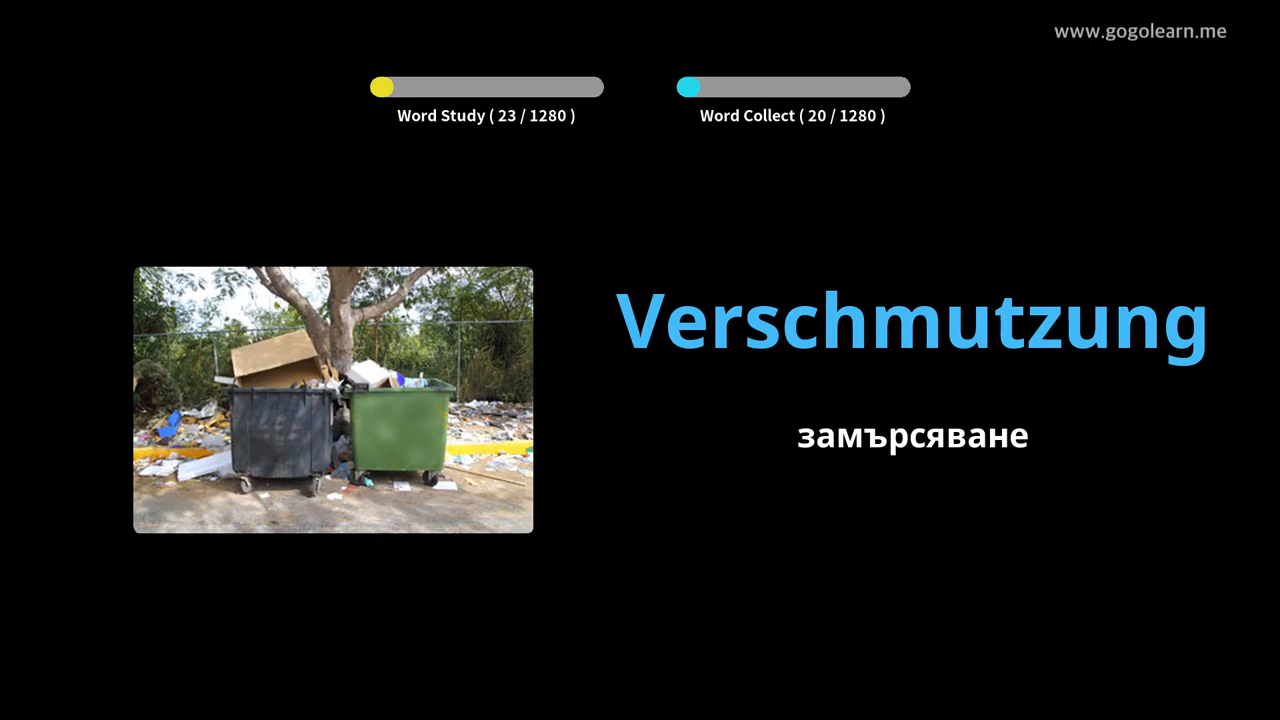 www.gogolearn.me
Word Study ( 23 / 1280 )
Word Collect ( 20 / 1280 )
Verschmutzung
замърсяване